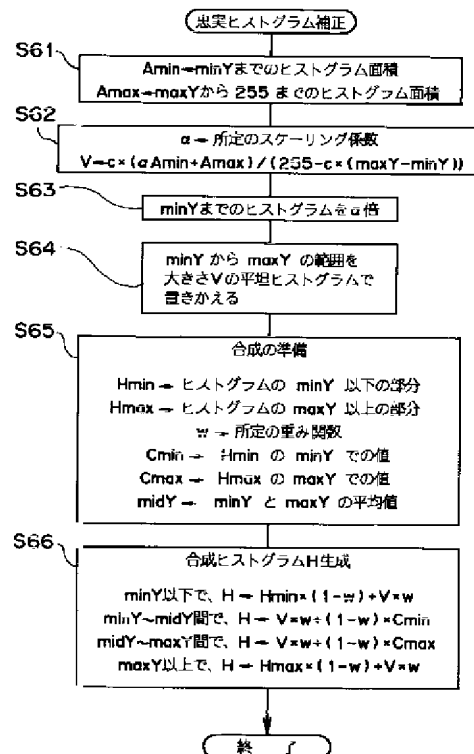 忠実ヒストグラム補正
S61
Amin←minYまでのヒストグラム面積
Amax←maxYから 255 までのヒストグラム面積
S62
α←所定のスケーリング係数
V←c×(αAmin+Amax)/(255-c×(maxY-minY))
S63
minYまでのヒストグラムをα倍
S64
minY から maxY の範囲を
大きさVの平坦ヒストグラムで
置きかえる
S65
合成の準備
Hmin← ヒストグラムの minY 以下の部分
Hmax← ヒストグラムの maxY 以上の部分
w← 所定の重み関数
Cmin← Hmin の minY での値
Cmax← Hmax の maxY での値
midY← minY と maxY の平均値
S66
合成ヒストグラムH生成
minY以下で、H← Hmin×(1-w)+V×w
minY~midY間で、H← V×w+(1-w)×Cmin
midY~maxY間で、H← V×w+(1-w)×Cmax
maxY以上で、H← Hmax×(1-w)+V×w
終 了